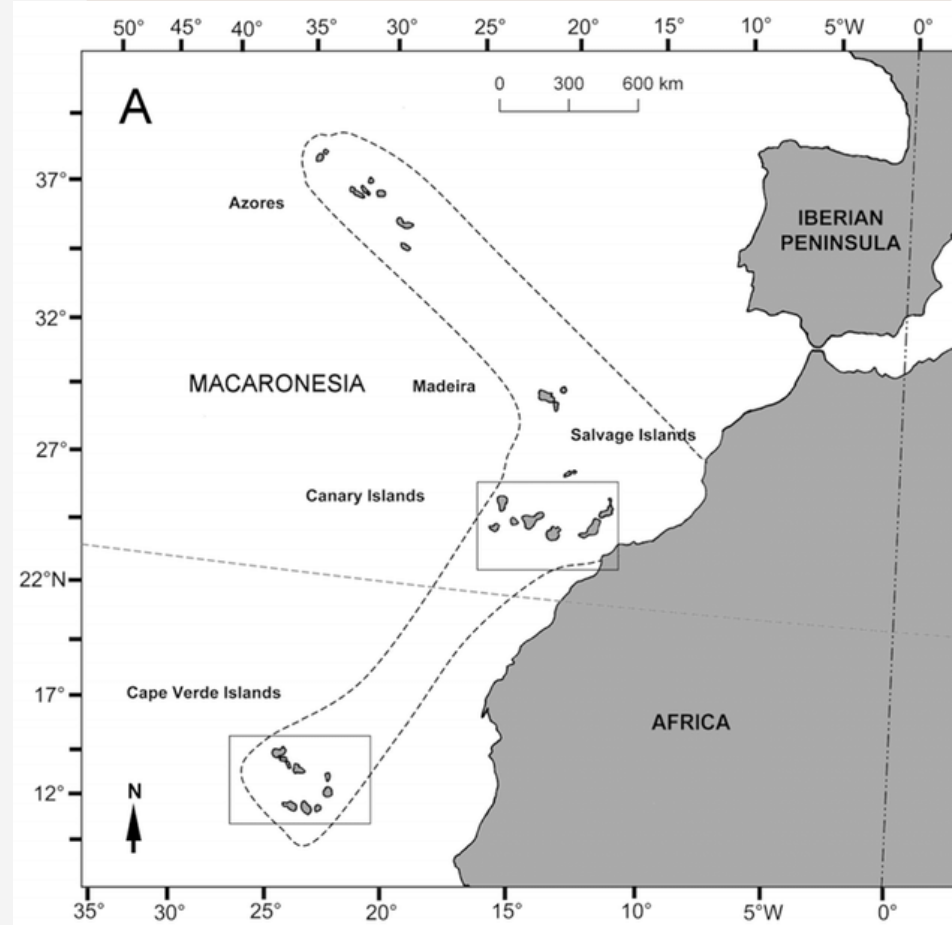 50° 45° 40° 35° 30° 25° 20° 15° 10° 5°W 0°
0 300 600 km
A
37°
Azores
IBERIAN
PENINSULA
32°
MACARONESIA
Madeira
Salvage Islands
27°
Canary Islands
22°N
Cape Verde Islands
17°
AFRICA
12°
N
35° 30° 25° 20° 15° 10° 5°W 0°